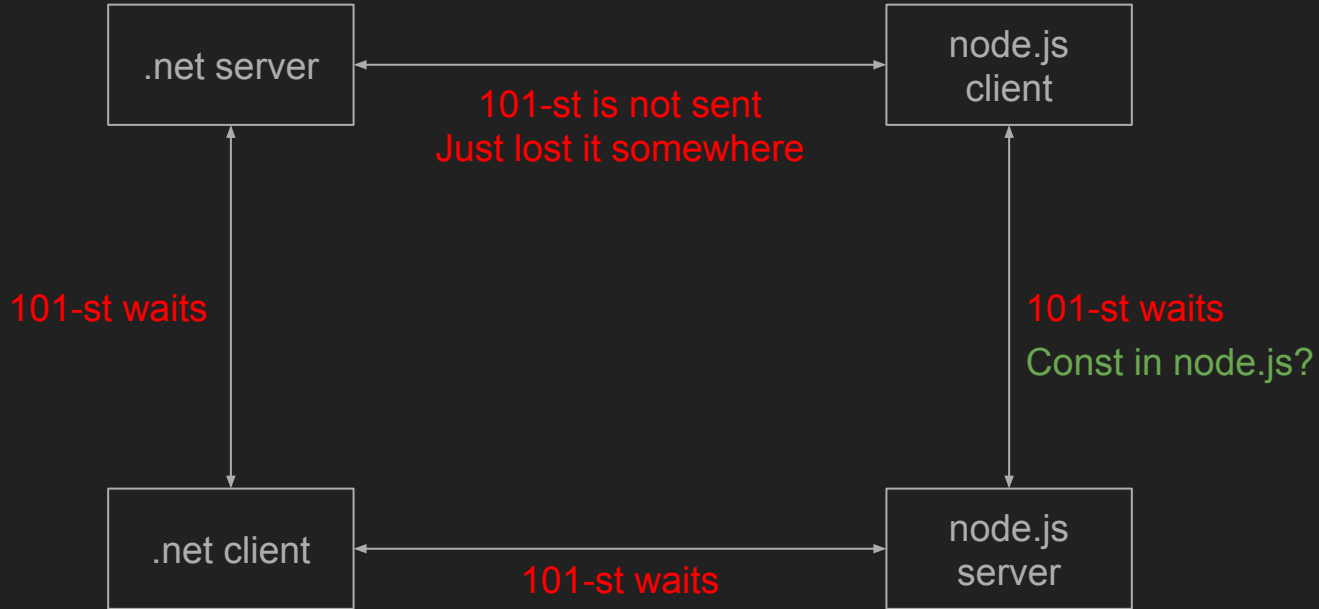 .net server
node.js
client
101-st is not sent
Just lost it somewhere
101-st waits
101-st waits
Const in node.js?
.net client
node.js
server
101-st waits